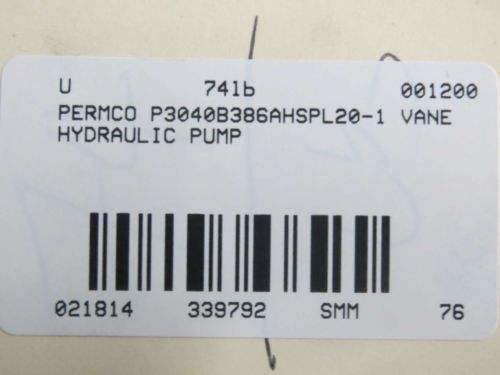 U 741b 001200
PERMCO P3040B386AHSPL20-1 VANE
HYDRAULIC PUMP
021814 339792 SMM 76